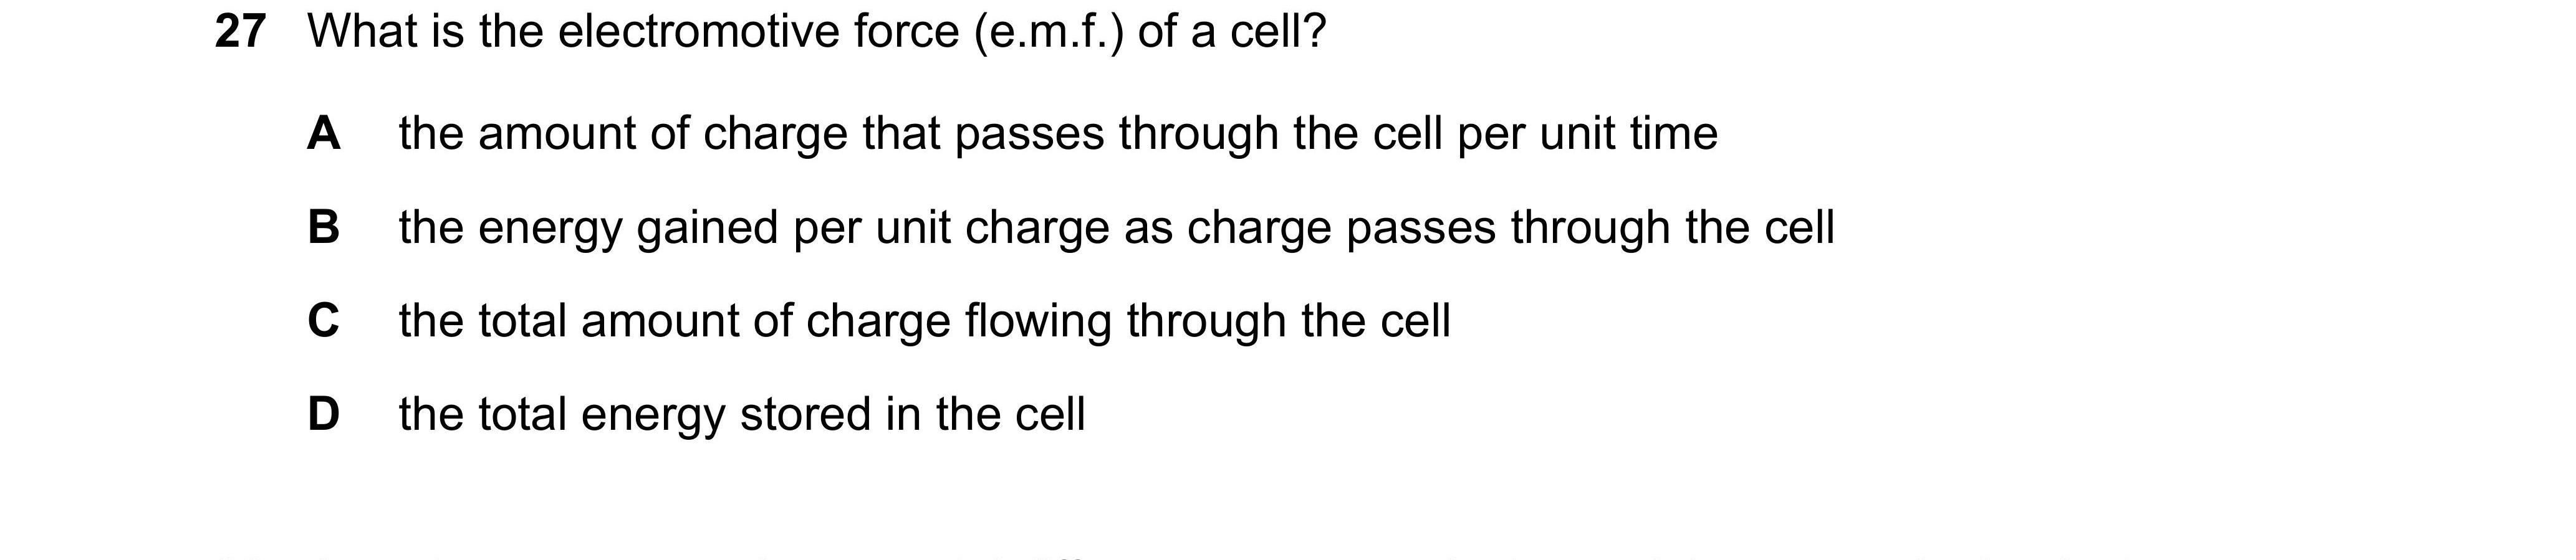 27 What is the electromotive force (e.m.f.) of a cell?
A the amount of charge that passes through the cell per unit time
B the energy gained per unit charge as charge passes through the cell
C the total amount of charge flowing through the cell
D the total energy stored in the cell